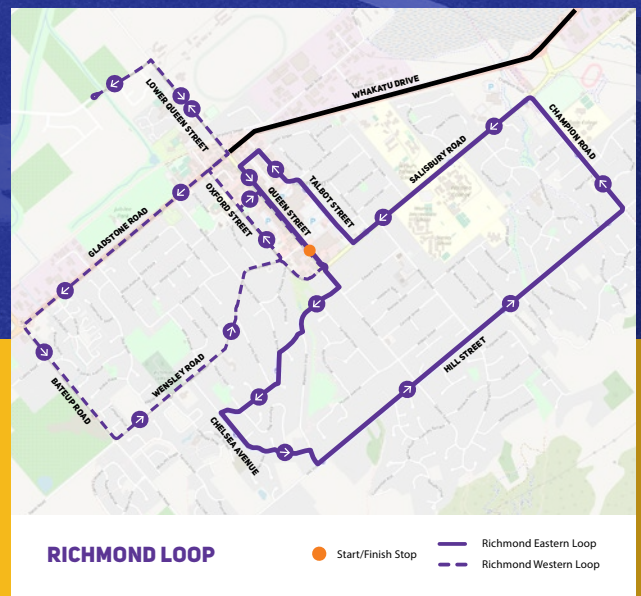 WHAKATU DRIVE
LOWER QUEEN STREET
CHAMPION ROAD
SALISBURY ROAD
TALBOT STREET
QUEEN STREET
OXFORD STREET
GLADSTONE ROAD
HILL STREET
WENSLEY ROAD
BATEUP ROAD
CHELSEA AVENUE
RICHMOND LOOP
Start/Finish Stop
Richmond Eastern Loop
Richmond Western Loop